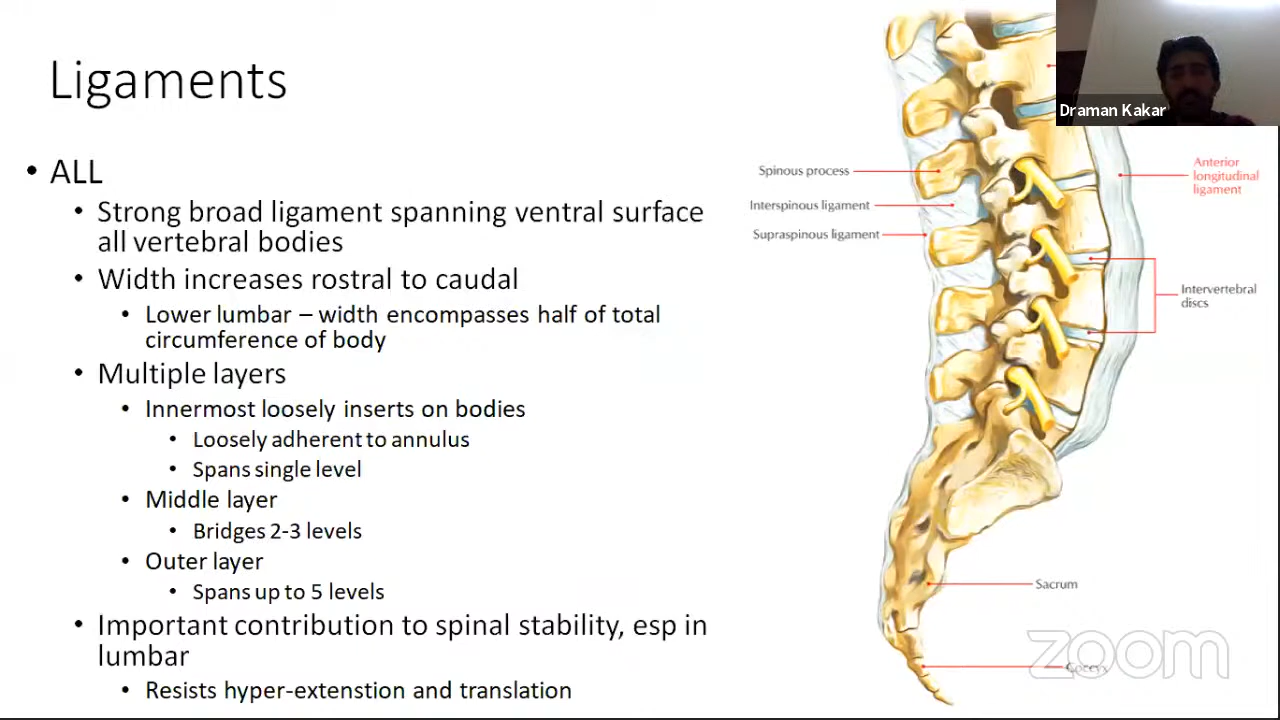 Ligaments
• ALL
• Strong broad ligament spanning ventral surface
all vertebral bodies
• Width increases rostral to caudal
• Lower lumbar – width encompasses half of total
circumference of body
• Multiple layers
• Innermost loosely inserts on bodies
• Loosely adherent to annulus
• Spans single level
• Middle layer
• Bridges 2-3 levels
• Outer layer
• Spans up to 5 levels
• Important contribution to spinal stability, esp in
lumbar
• Resists hyper-extenstion and translation
Draman Kakar
Spinous process
Interspinous ligament
Supraspinous ligament
Anterior
longitudinal
ligament
Intervertebral
discs
Sacrum
Coccyx
zoom